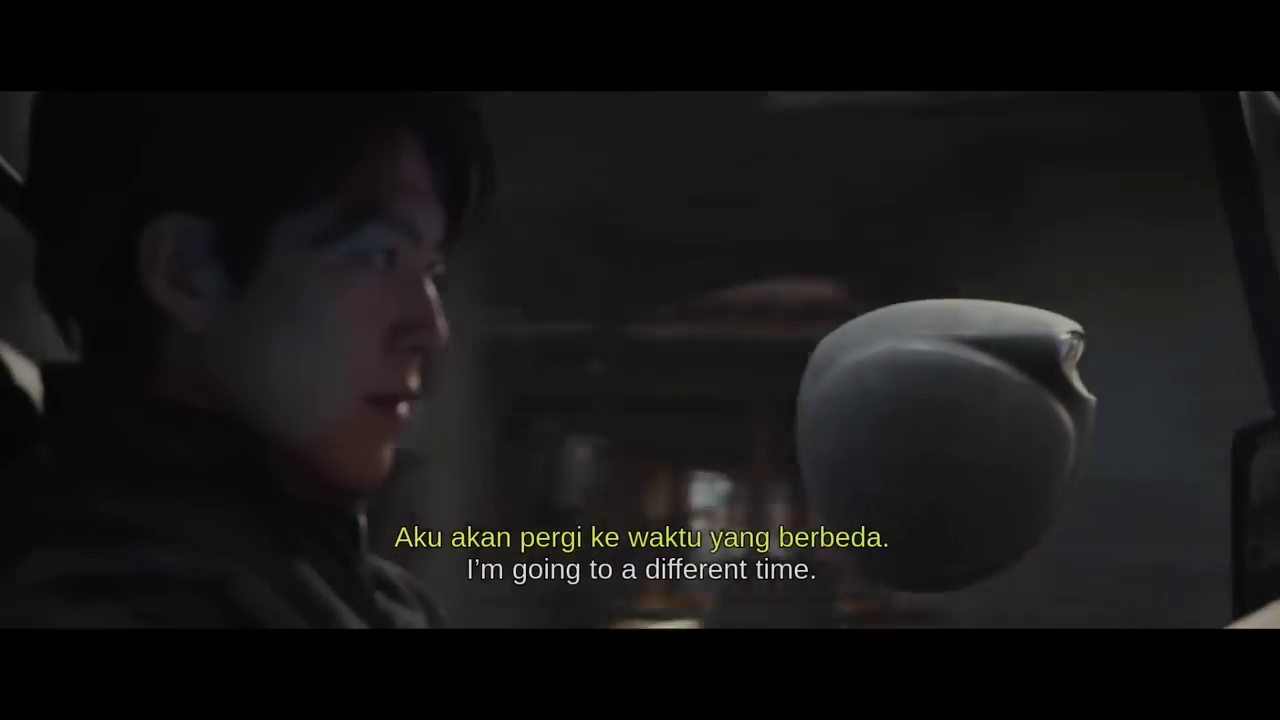 Aku akan pergi ke waktu yang berbeda.
I'm going to a different time.